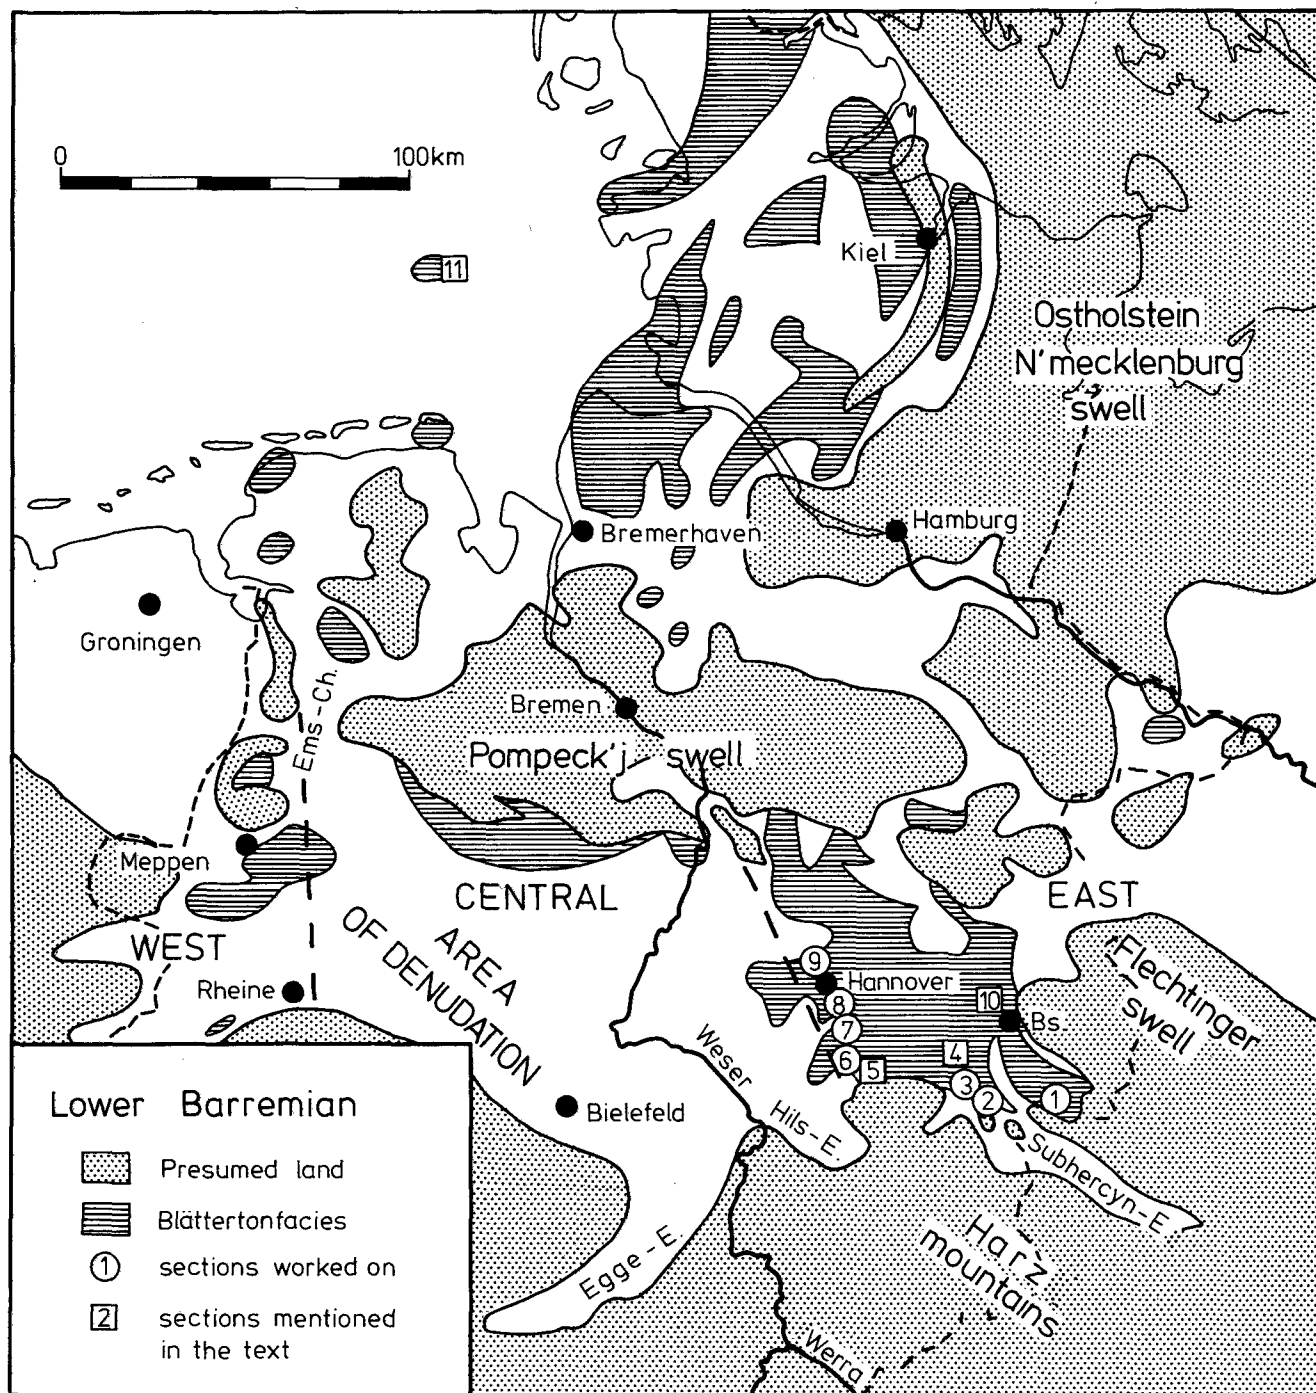 0 100km
11
Kiel
Ostholstein
N'mecklenburg
swell
Bremerhaven
Hamburg
Groningen
Ems-Ch.
Bremen
Pompeck'j swell
Meppen
CENTRAL
EAST
WEST
AREA
OF DENUDATION
Flechtinger
swell
Rheine
9
Hannover
8
10
Bs.
7
6
5
4
3
2
1
Weser
Hils-E
Bielefeld
Subhercyn-E
Egge-E
Harz
mountains
Werra
Lower Barremian
Presumed land
Blättertonfacies
1 sections worked on
2 sections mentioned
in the text